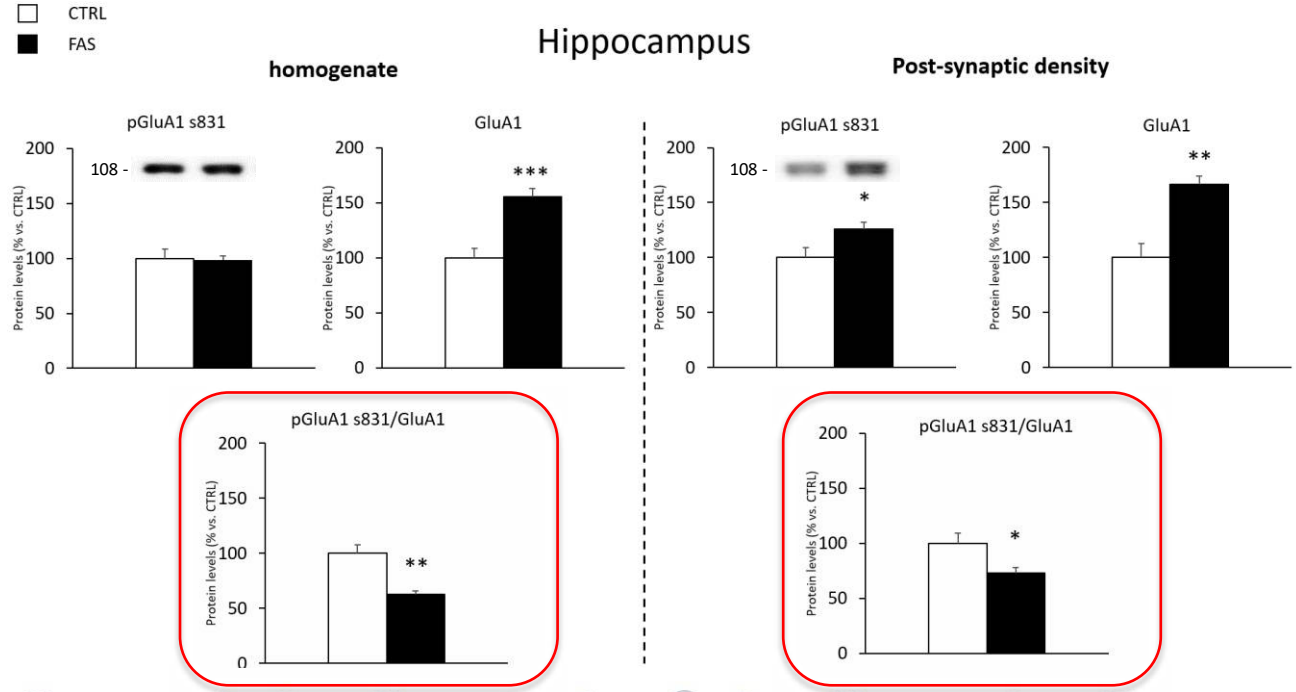 CTRL
FAS
Hippocampus
homogenate
Post-synaptic density
pGluA1 s831
Protein levels (% vs. CTRL)
200
150
100
50
0
108 -
GluA1
Protein levels (% vs. CTRL)
200
150
100
50
0
***
pGluA1 s831
Protein levels (% vs. CTRL)
200
150
100
50
0
108 -
*
GluA1
Protein levels (% vs. CTRL)
200
150
100
50
0
**
pGluA1 s831/GluA1
Protein levels (% vs. CTRL)
200
150
100
50
0
**
pGluA1 s831/GluA1
Protein levels (% vs. CTRL)
200
150
100
50
0
*